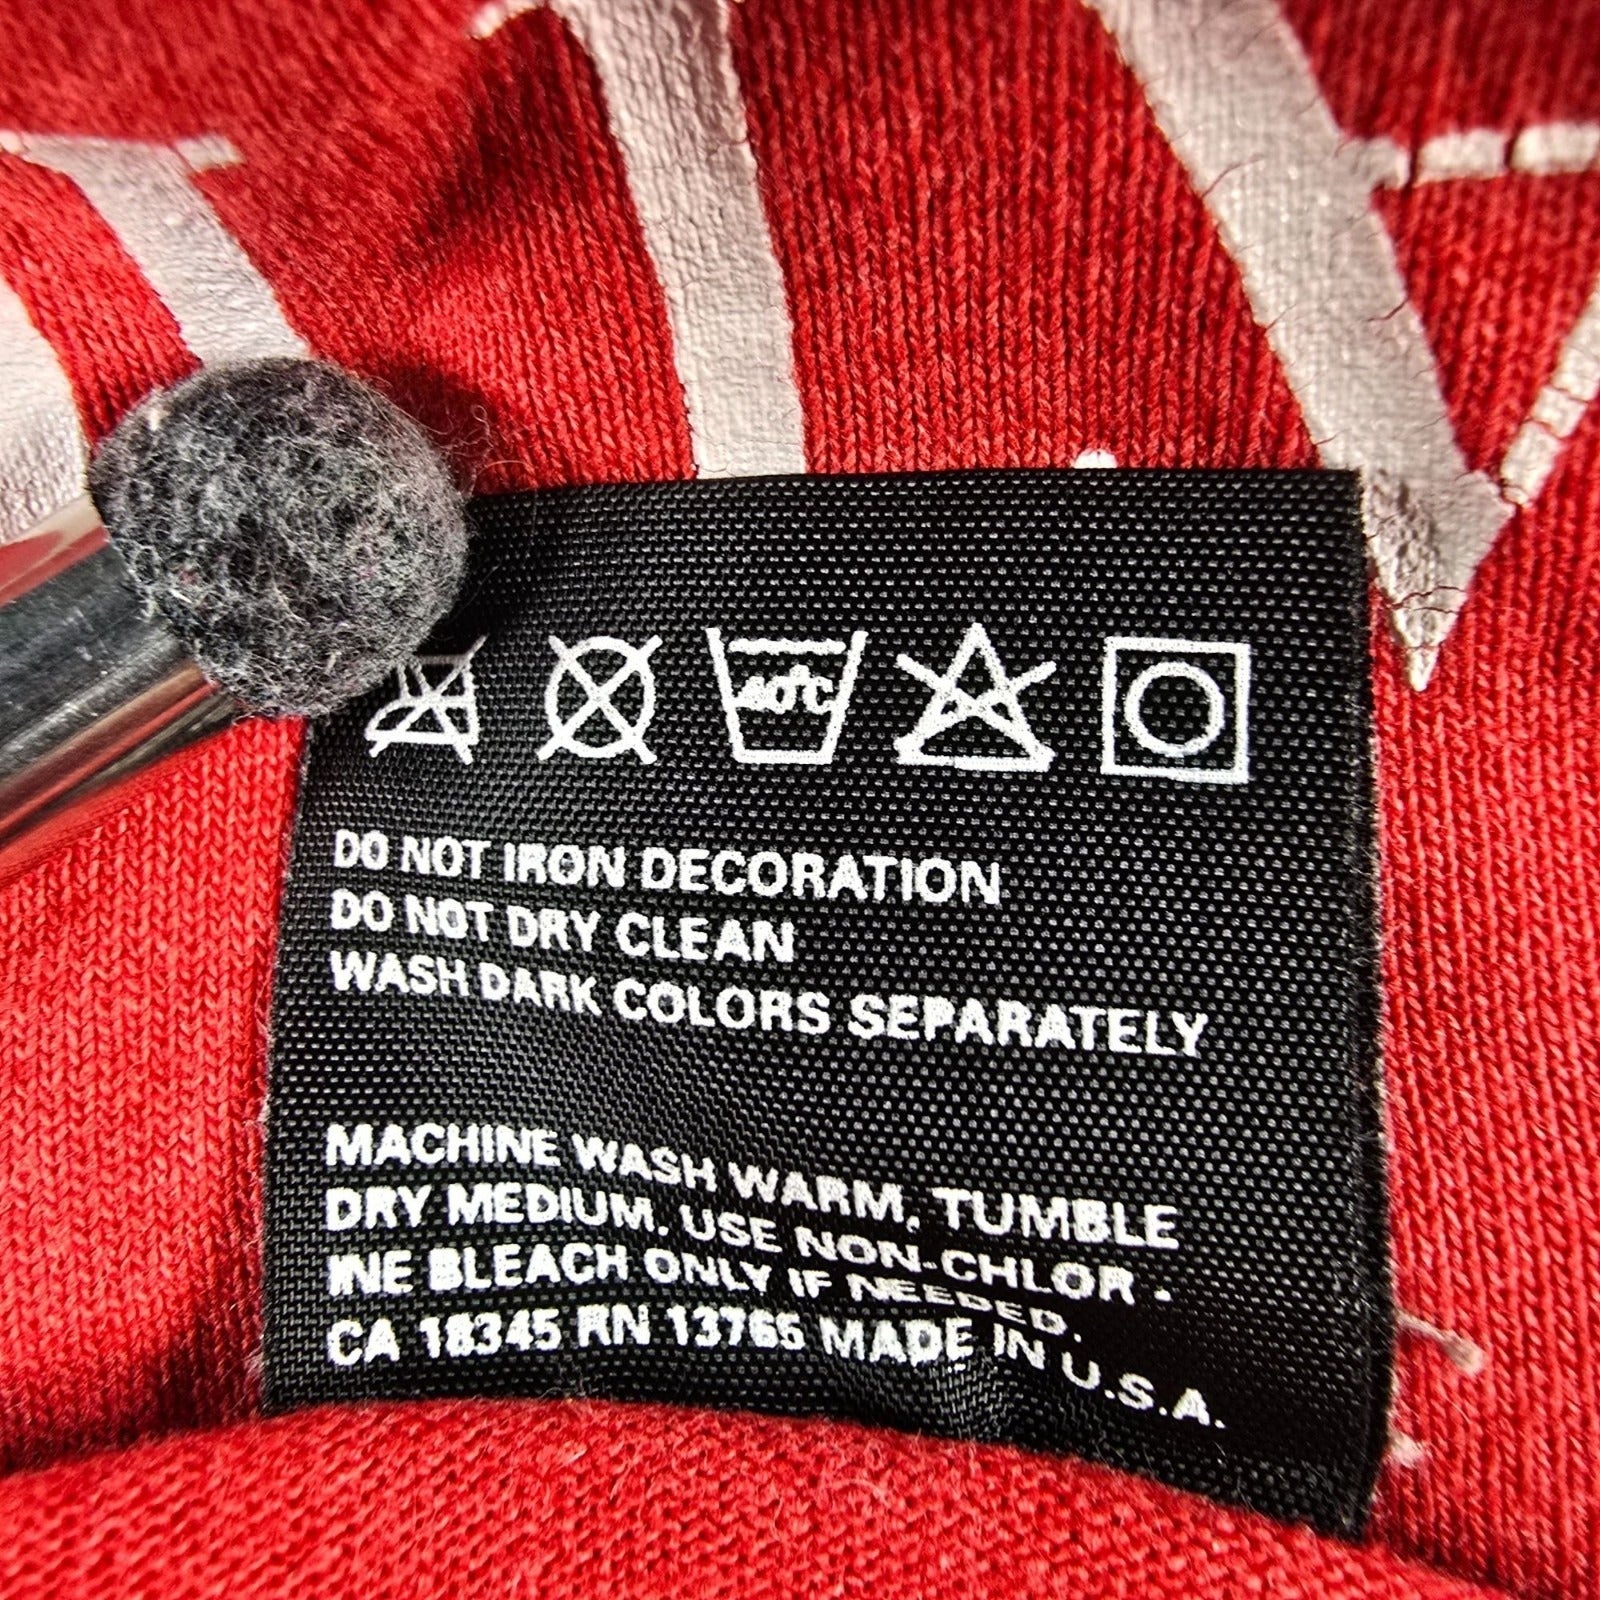 40°C
DO NOT IRON DECORATION
DO NOT DRY CLEAN
WASH DARK COLORS SEPARATELY
MACHINE WASH WARM, TUMBLE
DRY MEDIUM. USE NON-CHLOR -
INE BLEACH ONLY IF NEEDED.
CA 18345 RN 13765 MADE IN U.S.A.